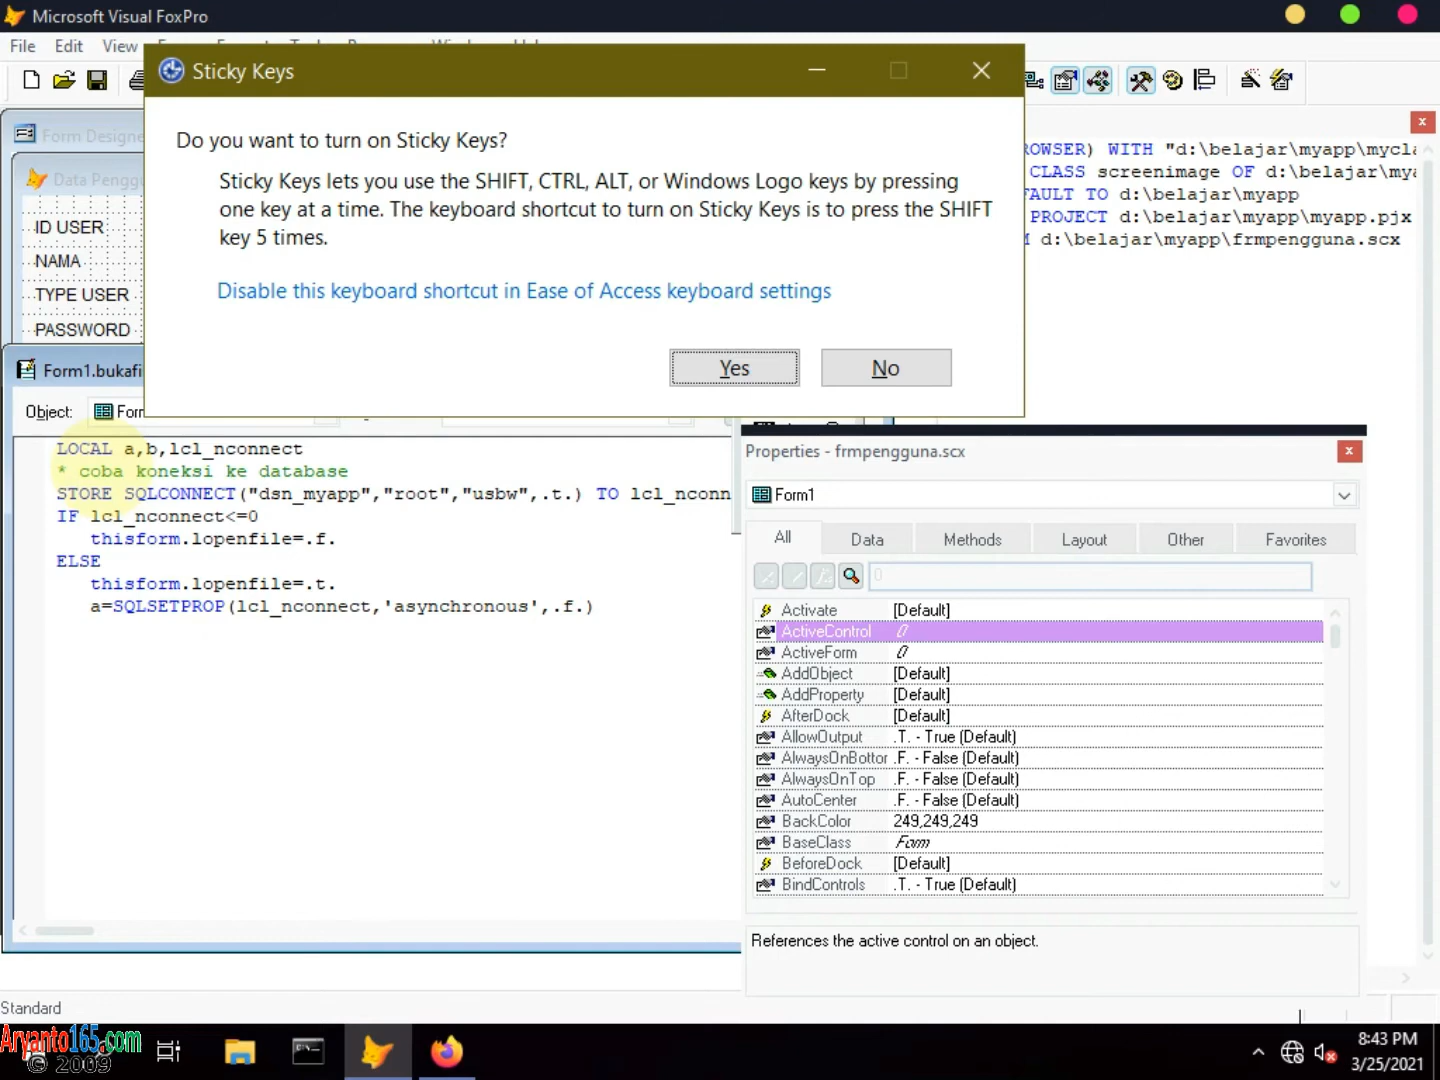 Microsoft Visual FoxPro
File Edit View
Sticky Keys
Do you want to turn on Sticky Keys?
Sticky Keys lets you use the SHIFT, CTRL, ALT, or Windows Logo keys by pressing
one key at a time. The keyboard shortcut to turn on Sticky Keys is to press the SHIFT
key 5 times.
Disable this keyboard shortcut in Ease of Access keyboard settings
Yes No
Form Designe
Data Pengg
ID USER
NAMA
TYPE USER
PASSWORD
ROWSER) WITH "d:\belajar\myapp\mycla
CLASS screenimage OF d:\belajar\mya
FAULT TO d:\belajar\myapp
PROJECT d:\belajar\myapp\myapp.pjx
d:\belajar\myapp\frmpengguna.scx
Form1.bukafi
Object: Forr
LOCAL a,b,lcl_nconnect
* coba koneksi ke database
STORE SQLCONNECT("dsn_myapp","root","usbw",.t.) TO lcl_nconn
IF lcl_nconnect<=0
thisform.lopenfile=.f.
ELSE
thisform.lopenfile=.t.
a=SQLSETPROP(lcl_nconnect,'asynchronous',.f.)
Properties - frmpengguna.scx
Form1
All Data Methods Layout Other Favorites
0
Activate [Default]
ActiveControl 0
ActiveForm 0
AddObject [Default]
AddProperty [Default]
AfterDock [Default]
AllowOutput .T. - True (Default)
AlwaysOnBottor .F. - False (Default)
AlwaysOnTop .F. - False (Default)
AutoCenter .F. - False (Default)
BackColor 249,249,249
BaseClass Form
BeforeDock [Default]
BindControls .T. - True (Default)
References the active control on an object.
Standard
Aryanto165.com
© 2009
8:43 PM
3/25/2021